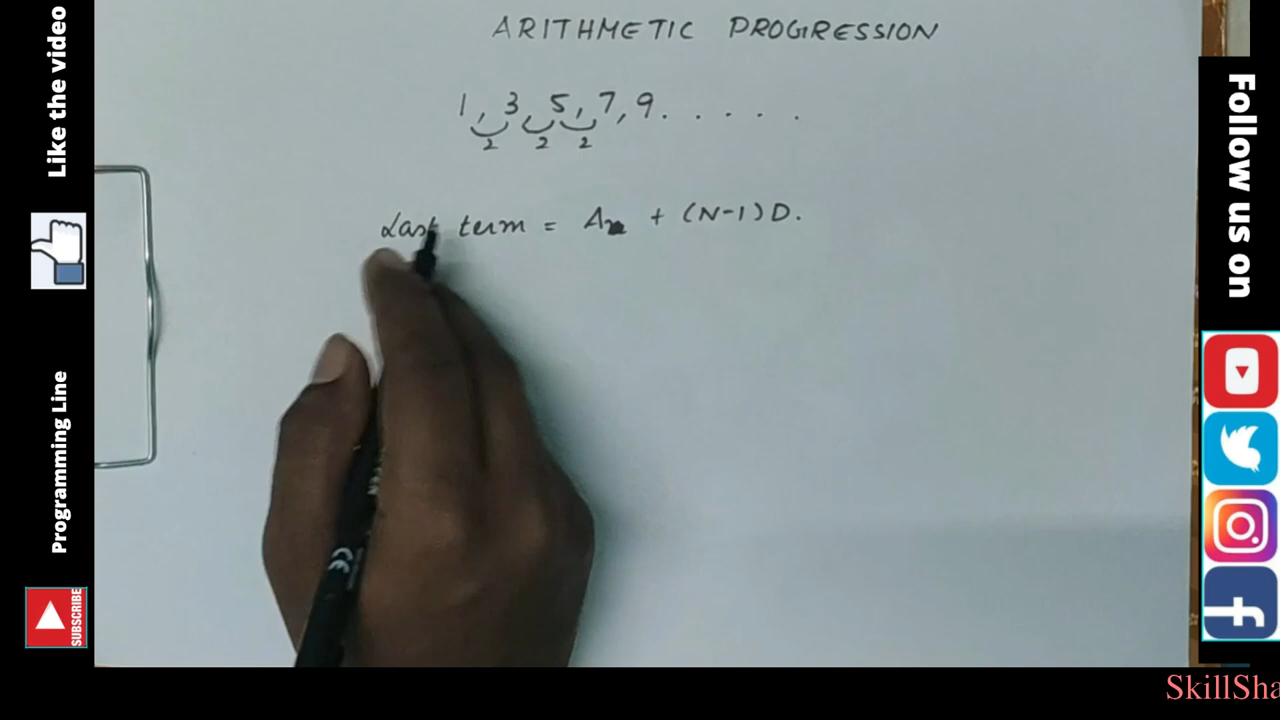 ARITHMETIC PROGRESSION
1, 3, 5, 7, 9. . . . . .
2 2 2
Last term = A + (N-1) D.
Like the video
Programming Line
SUBSCRIBE
Follow us on
CE
SkillSha